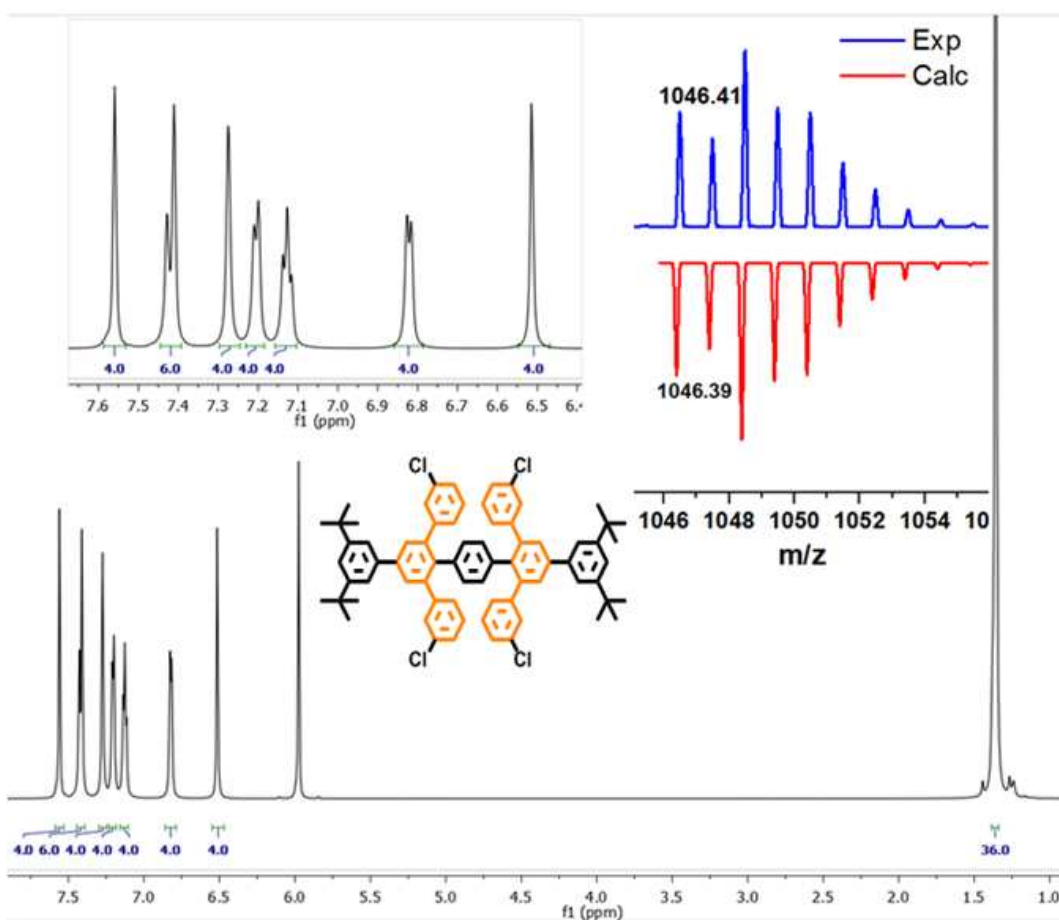 Exp
Calc
1046.41
1046.39
1046 1048 1050 1052 1054 10
m/z
4.0 6.0 4.0 4.0 4.0 4.0 4.0
7.6 7.5 7.4 7.3 7.2 7.1 7.0 6.9 6.8 6.7 6.6 6.5 6.4
f1 (ppm)
Cl Cl
Cl Cl
4.0 6.0 4.0 4.0 4.0 4.0 4.0 36.0
7.5 7.0 6.5 6.0 5.5 5.0 4.5 4.0 3.5 3.0 2.5 2.0 1.5 1.0
f1 (ppm)